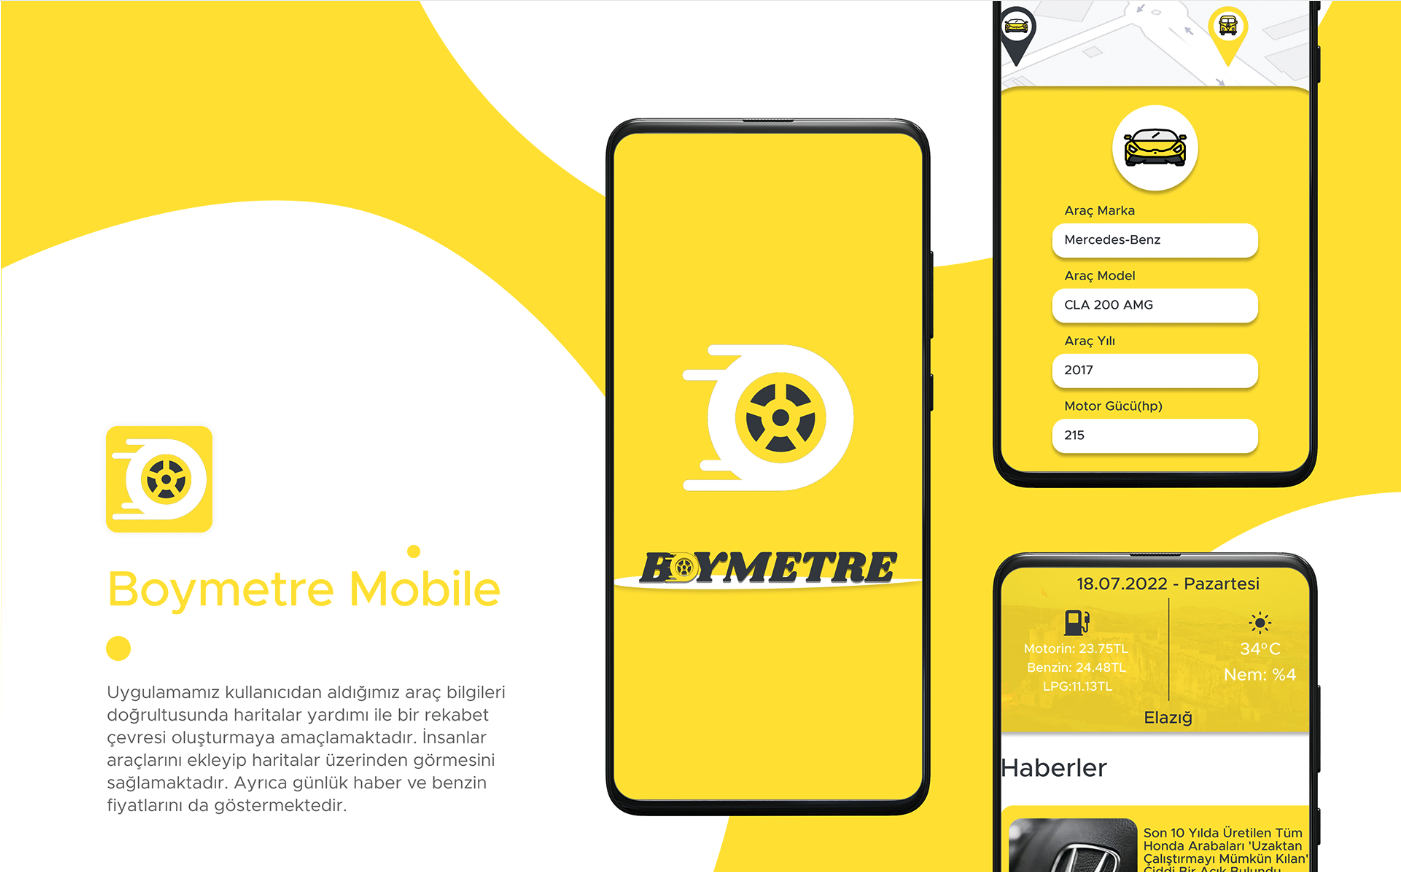 Boymetre Mobile
Uygulamamız kullanıcıdan aldığımız araç bilgileri
doğrultusunda haritalar yardımı ile bir rekabet
çevresi oluşturmaya amaçlamaktadır. İnsanlar
araçlarını ekleyip haritalar üzerinden görmesini
sağlamaktadır. Ayrıca günlük haber ve benzin
fiyatlarını da göstermektedir.
BOYMETRE
Araç Marka
Mercedes-Benz
Araç Model
CLA 200 AMG
Araç Yılı
2017
Motor Gücü(hp)
215
18.07.2022 - Pazartesi
Motorin: 23.75TL
Benzin: 24.48TL
LPG:11.13TL
34°C
Nem: %4
Elazığ
Haberler
Son 10 Yılda Üretilen Tüm
Honda Arabaları 'Uzaktan
Çalıştırmayı Mümkün Kılan'
Ciddi Bir Açık Bulundu